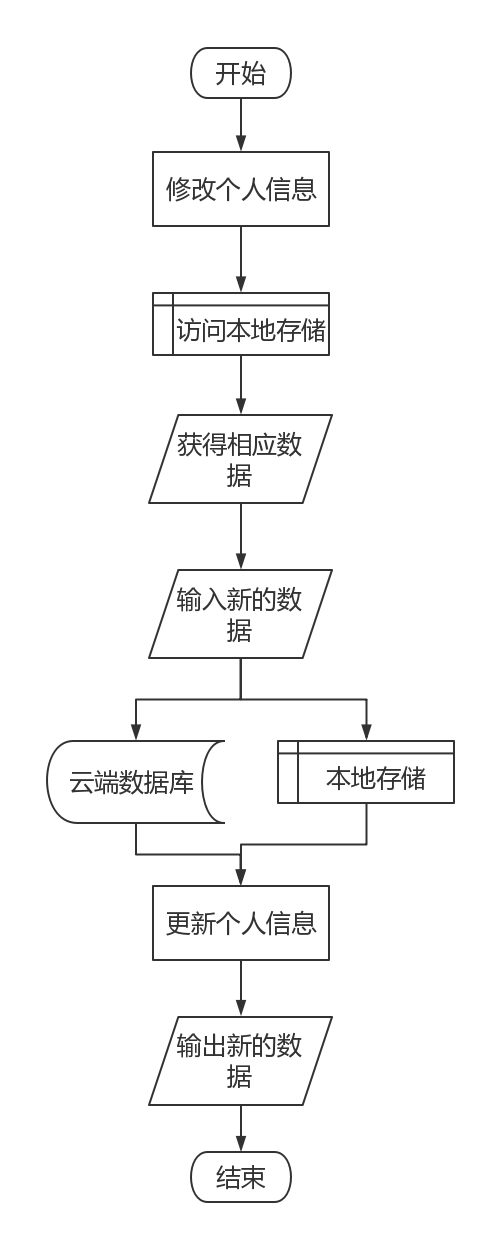 开始
修改个人信息
访问本地存储
获得相应数
据
输入新的数
据
云端数据库
本地存储
更新个人信息
输出新的数
据
结束